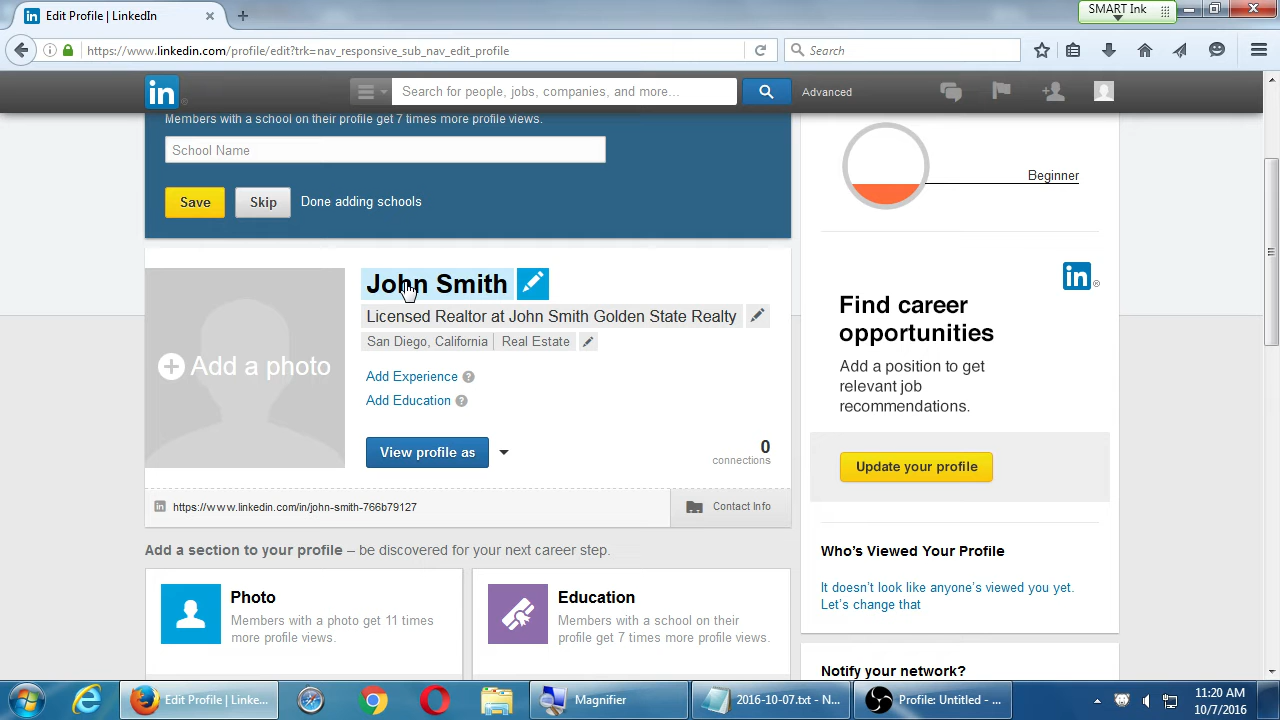 Edit Profile | LinkedIn
SMART Ink
https://www.linkedin.com/profile/edit?trk=nav_responsive_sub_nav_edit_profile
Search
in
Search for people, jobs, companies, and more...
Advanced
Members with a school on their profile get 7 times more profile views.
School Name
Save
Skip
Done adding schools
Beginner
John Smith
Licensed Realtor at John Smith Golden State Realty
San Diego, California
Real Estate
Add a photo
Add Experience
Add Education
View profile as
0
connections
https://www.linkedin.com/in/john-smith-766b79127
Contact Info
in
Find career
opportunities
Add a position to get
relevant job
recommendations.
Update your profile
Add a section to your profile – be discovered for your next career step.
Photo
Members with a photo get 11 times
more profile views.
Education
Members with a school on their
profile get 7 times more profile views.
Who's Viewed Your Profile
It doesn't look like anyone's viewed you yet.
Let's change that
Notify your network?
Edit Profile | Linke...
Magnifier
2016-10-07.txt - N...
Profile: Untitled - ...
11:20 AM
10/7/2016